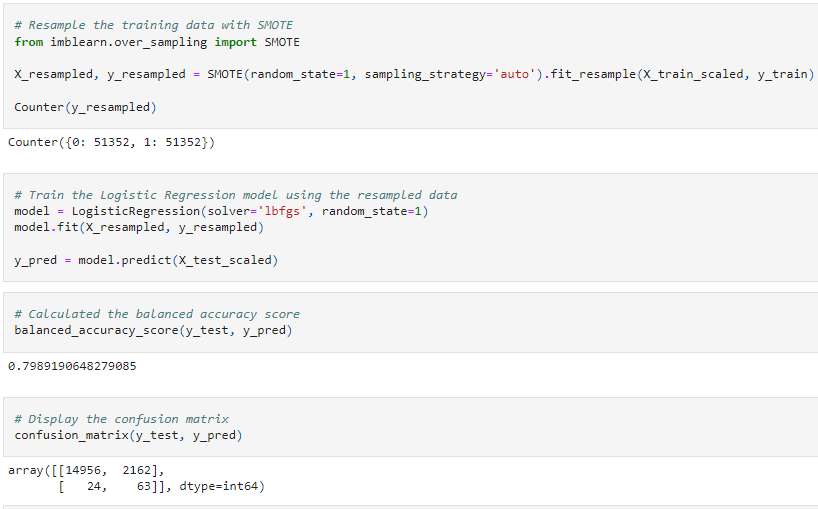 # Resample the training data with SMOTE
from imblearn.over_sampling import SMOTE
X_resampled, y_resampled = SMOTE(random_state=1, sampling_strategy='auto').fit_resample(X_train_scaled, y_train)
Counter(y_resampled)
Counter({0: 51352, 1: 51352})
# Train the Logistic Regression model using the resampled data
model = LogisticRegression(solver='lbfgs', random_state=1)
model.fit(X_resampled, y_resampled)
y_pred = model.predict(X_test_scaled)
# Calculated the balanced accuracy score
balanced_accuracy_score(y_test, y_pred)
0.7989190648279085
# Display the confusion matrix
confusion_matrix(y_test, y_pred)
array([[14956,  2162],
       [   24,    63]], dtype=int64)